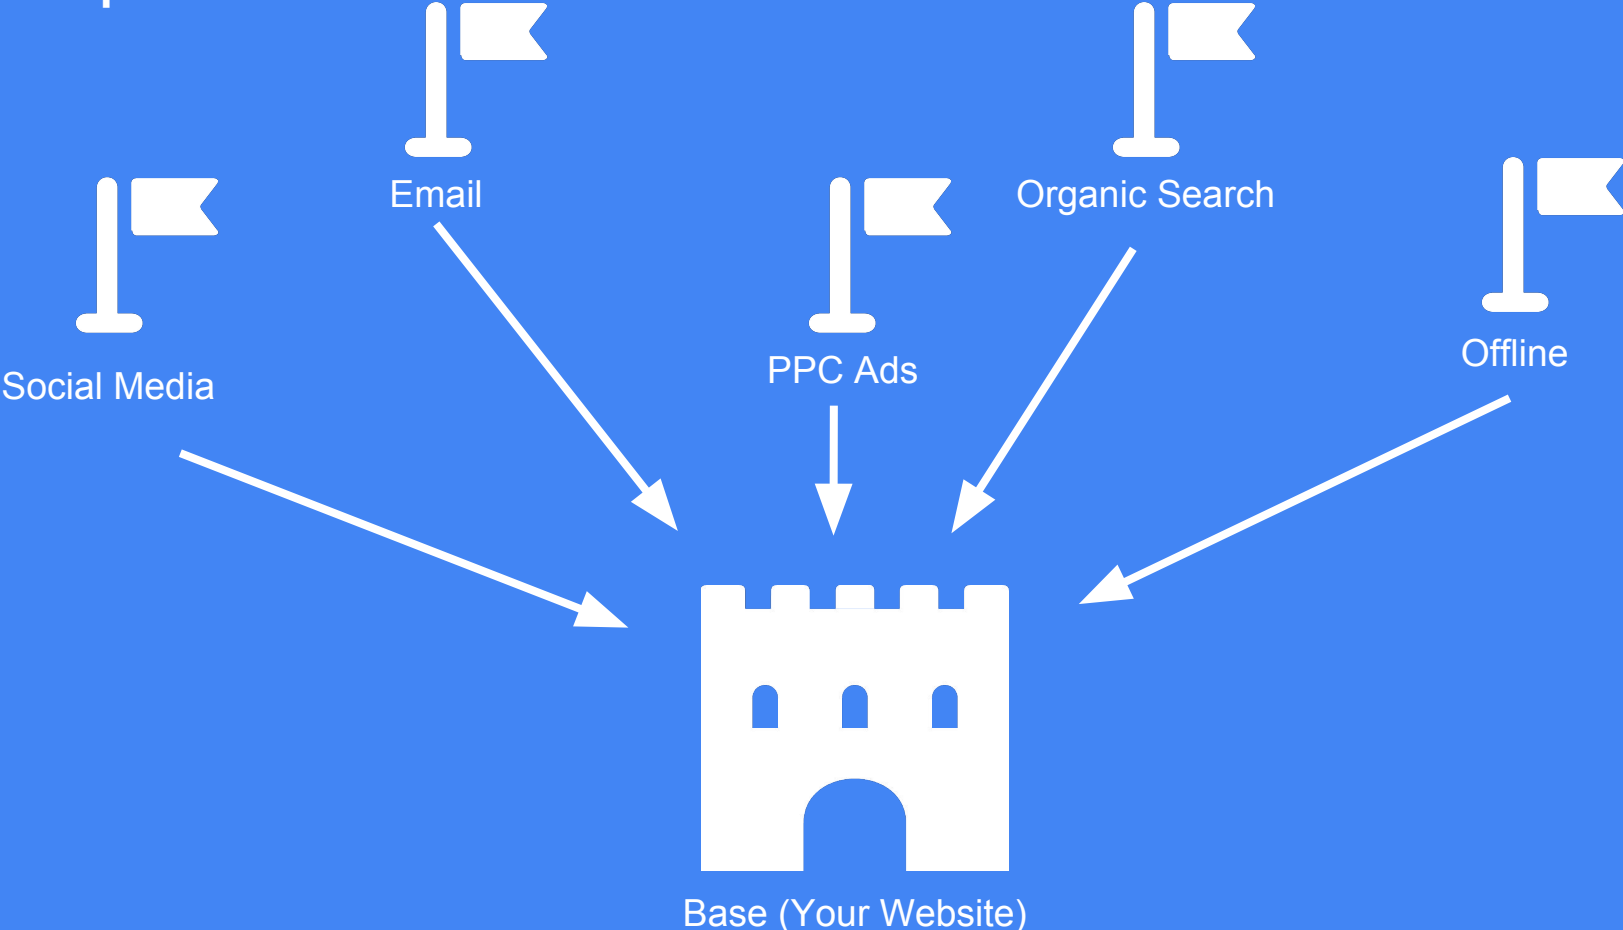 Email
Organic Search
Offline
PPC Ads
Social Media
Base (Your Website)